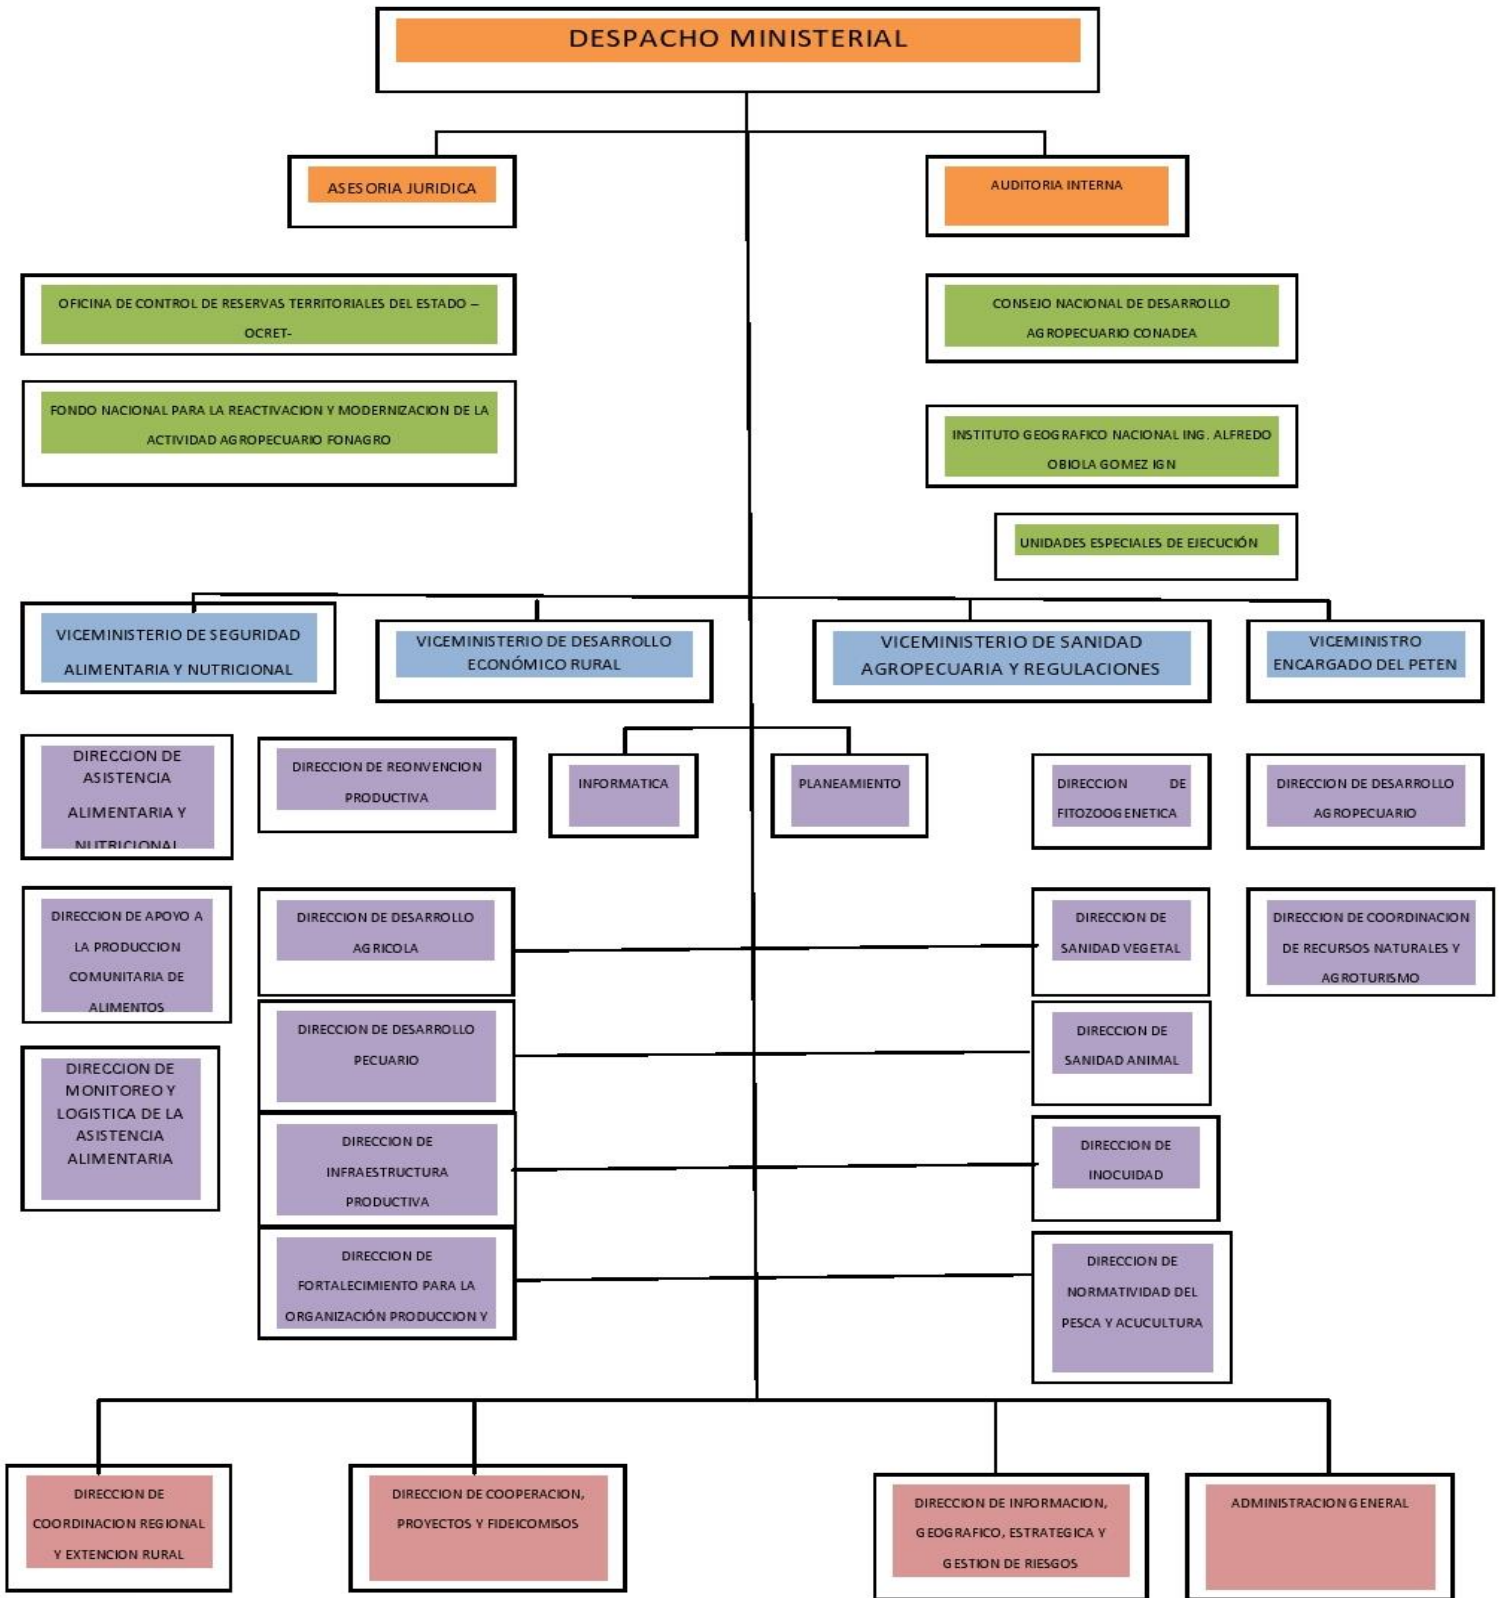 DESPACHO MINISTERIAL
ASESORIA JURIDICA
AUDITORIA INTERNA
OFICINA DE CONTROL DE RESERVAS TERRITORIALES DEL ESTADO –
OCRET-
CONSEJO NACIONAL DE DESARROLLO
AGROPECUARIO CONADEA
FONDO NACIONAL PARA LA REACTIVACION Y MODERNIZACION DE LA
ACTIVIDAD AGROPECUARIO FONAGRO
INSTITUTO GEOGRAFICO NACIONAL ING. ALFREDO
OBIOLA GOMEZ IGN
UNIDADES ESPECIALES DE EJECUCIÓN
VICEMINISTERIO DE SEGURIDAD
ALIMENTARIA Y NUTRICIONAL
VICEMINISTERIO DE DESARROLLO
ECONÓMICO RURAL
VICEMINISTERIO DE SANIDAD
AGROPECUARIA Y REGULACIONES
VICEMINISTRO
ENCARGADO DEL PETEN
DIRECCION DE
ASISTENCIA
ALIMENTARIA Y
NUTRICIONAL
DIRECCION DE REONVENCION
PRODUCTIVA
INFORMATICA
PLANEAMIENTO
DIRECCION DE
FITOZOOGENETICA
DIRECCION DE DESARROLLO
AGROPECUARIO
DIRECCION DE APOYO A
LA PRODUCCION
COMUNITARIA DE
ALIMENTOS
DIRECCION DE DESARROLLO
AGRICOLA
DIRECCION DE
SANIDAD VEGETAL
DIRECCION DE COORDINACION
DE RECURSOS NATURALES Y
AGROTURISMO
DIRECCION DE DESARROLLO
PECUARIO
DIRECCION DE
SANIDAD ANIMAL
DIRECCION DE
MONITOREO Y
LOGISTICA DE LA
ASISTENCIA
ALIMENTARIA
DIRECCION DE
INFRAESTRUCTURA
PRODUCTIVA
DIRECCION DE
INOCUIDAD
DIRECCION DE
FORTALECIMIENTO PARA LA
ORGANIZACIÓN PRODUCCION Y
DIRECCION DE
NORMATIVIDAD DEL
PESCA Y ACUCULTURA
DIRECCION DE
COORDINACION REGIONAL
Y EXTENCION RURAL
DIRECCION DE COOPERACION,
PROYECTOS Y FIDEICOMISOS
DIRECCION DE INFORMACION,
GEOGRAFICO, ESTRATEGICA Y
GESTION DE RIESGOS
ADMINISTRACION GENERAL